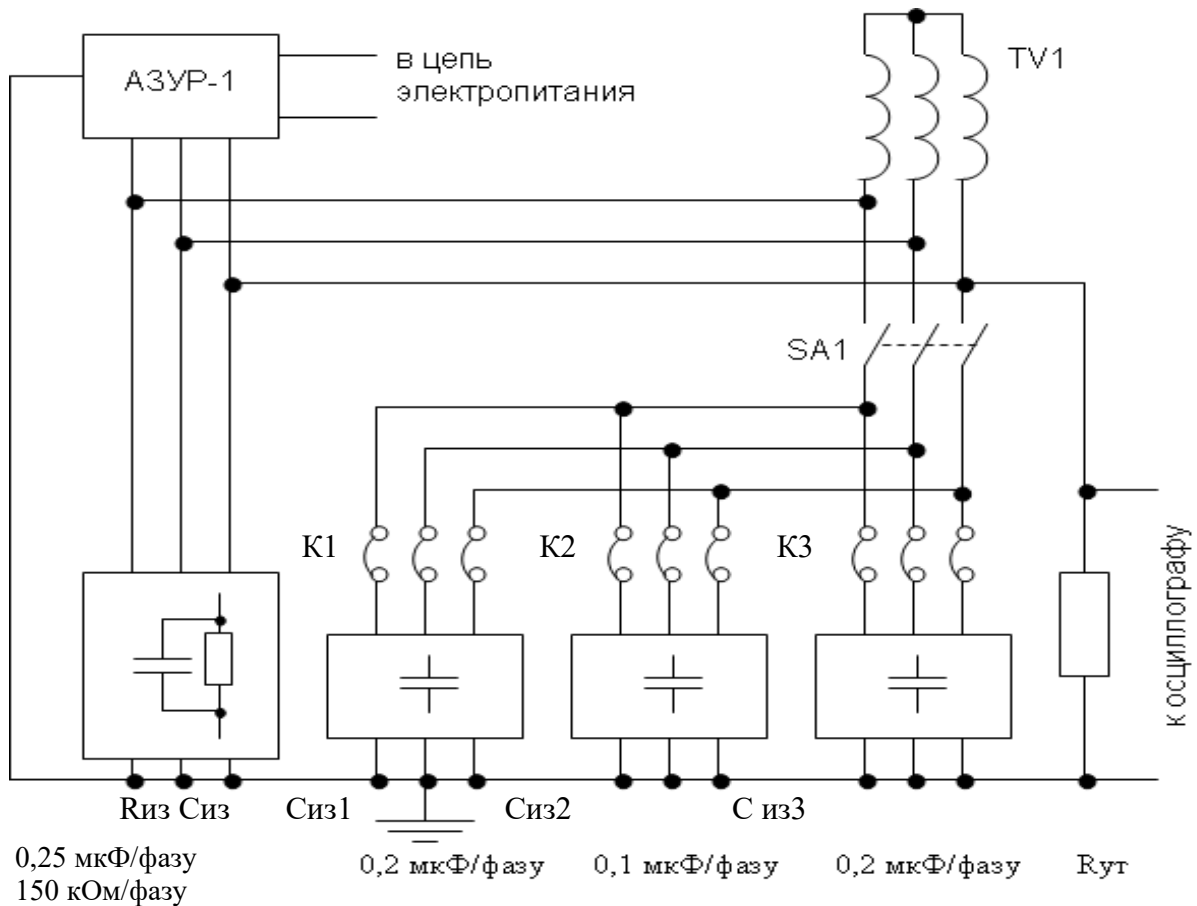 АЗУР-1
в цепь
электропитания
TV1
SA1
К1
К2
К3
к осциллографу
Rиз Сиз
Сиз1
Сиз2
С из3
0,25 мкФ/фазу
150 кОм/фазу
0,2 мкФ/фазу
0,1 мкФ/фазу
0,2 мкФ/фазу
Rут